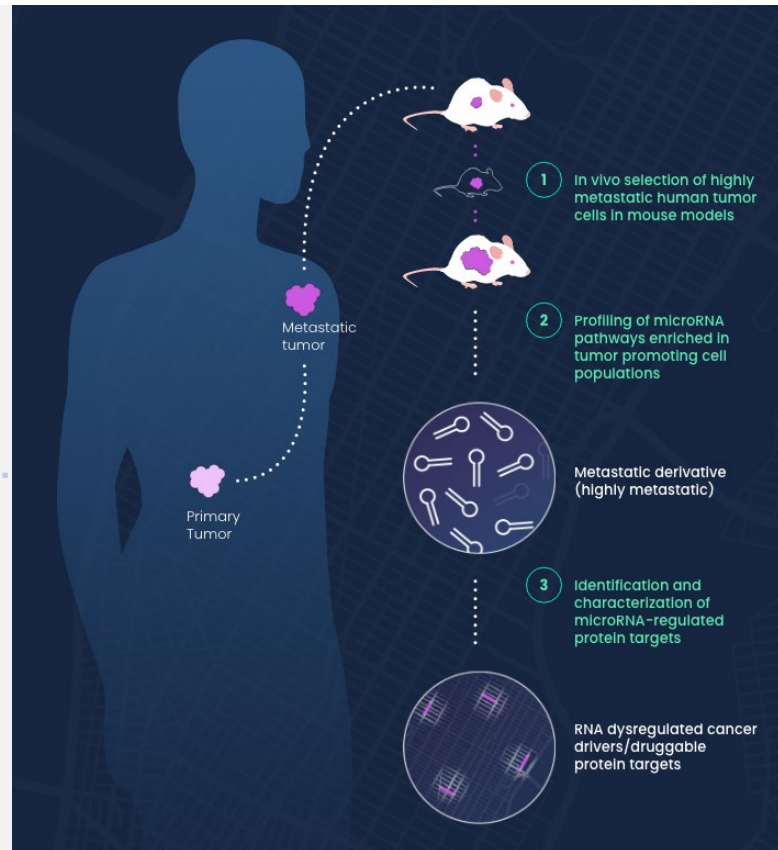 1
In vivo selection of highly
metastatic human tumor
cells in mouse models
Metastatic
tumor
2
Profiling of microRNA
pathways enriched in
tumor promoting cell
populations
Primary
Tumor
Metastatic derivative
(highly metastatic)
3
Identification and
characterization of
microRNA-regulated
protein targets
RNA dysregulated cancer
drivers/druggable
protein targets